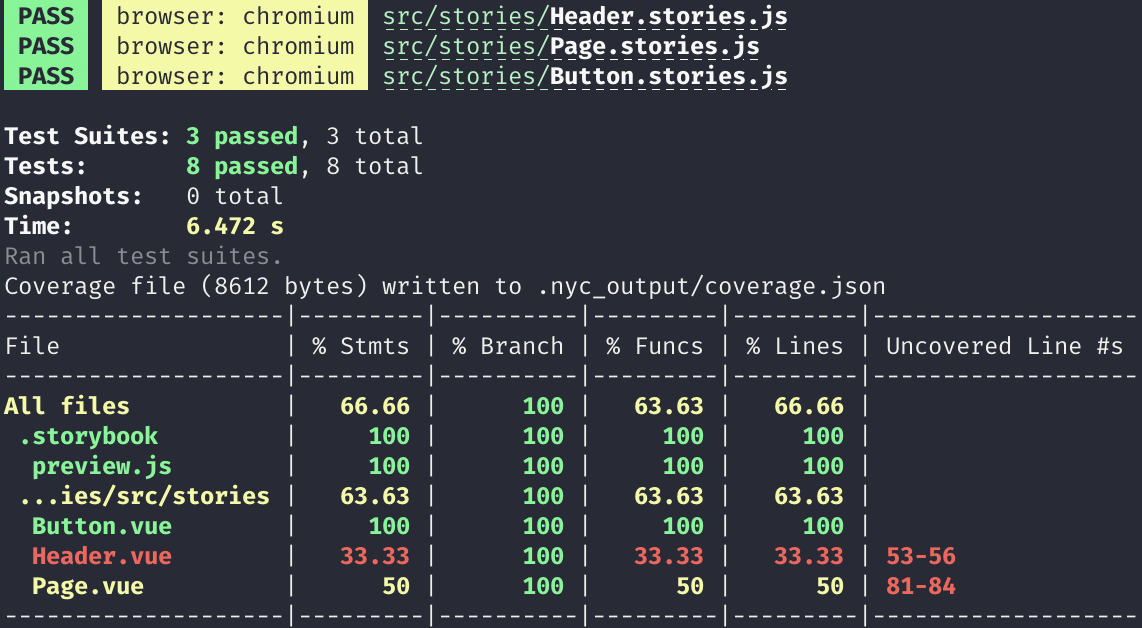 PASS browser: chromium src/stories/Header.stories.js
PASS browser: chromium src/stories/Page.stories.js
PASS browser: chromium src/stories/Button.stories.js
Test Suites: 3 passed, 3 total
Tests:       8 passed, 8 total
Snapshots:   0 total
Time:        6.472 s
Ran all test suites.
Coverage file (8612 bytes) written to .nyc_output/coverage.json
--------------------|---------|----------|---------|---------|-------------------
File                | % Stmts | % Branch | % Funcs | % Lines | Uncovered Line #s
--------------------|---------|----------|---------|---------|-------------------
All files           |   66.66 |      100 |   63.63 |   66.66 |
 .storybook         |     100 |      100 |     100 |     100 |
  preview.js        |     100 |      100 |     100 |     100 |
 ...ies/src/stories |   63.63 |      100 |   63.63 |   63.63 |
  Button.vue        |     100 |      100 |     100 |     100 |
  Header.vue        |   33.33 |      100 |   33.33 |   33.33 | 53-56
  Page.vue          |      50 |      100 |      50 |      50 | 81-84
--------------------|---------|----------|---------|---------|-------------------